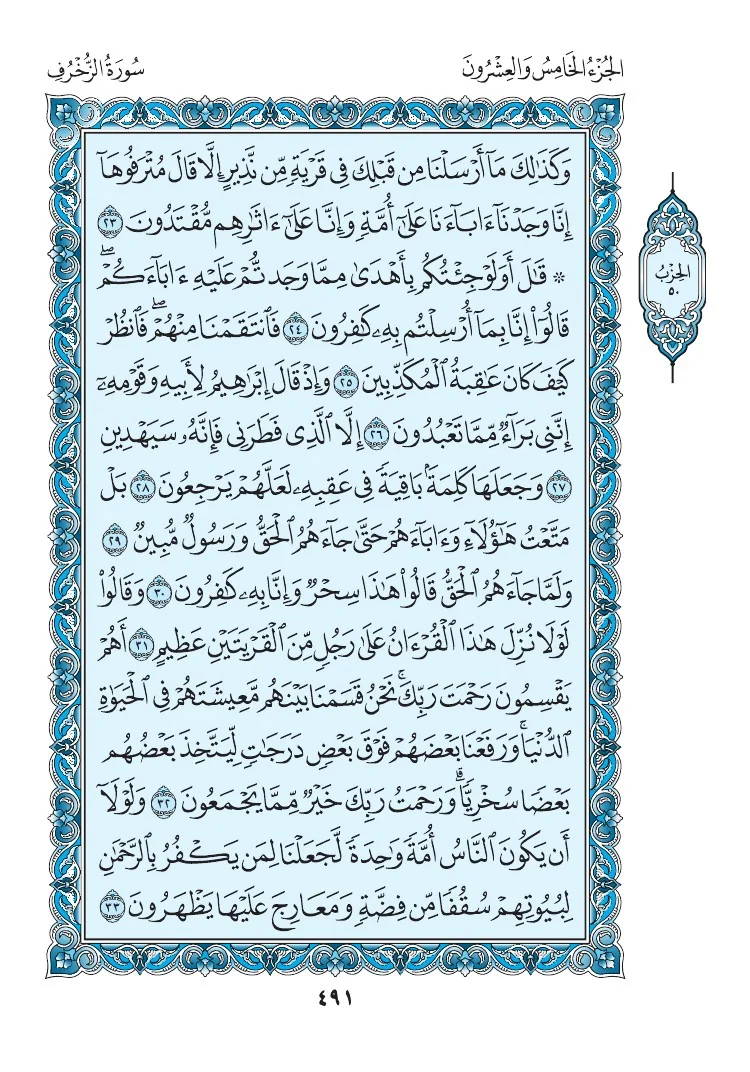 الجُزْءُ الخَامِسُ وَالعِشْرُونَ
سُورَةُ الزُّخْرُفِ
وَكَذَٰلِكَ مَآ أَرْسَلْنَا مِن قَبْلِكَ فِى قَرْيَةٍ مِّن نَّذِيرٍ إِلَّا قَالَ مُتْرَفُوهَآ
إِنَّا وَجَدْنَآ ءَابَآءَنَا عَلَىٰٓ أُمَّةٍ وَإِنَّا عَلَىٰٓ ءَاثَٰرِهِم مُّقْتَدُونَ ٢٣
۞ قَٰلَ أَوَلَوْ جِئْتُكُم بِأَهْدَىٰ مِمَّا وَجَدتُّمْ عَلَيْهِ ءَابَآءَكُمْ ۖ
قَالُوٓا۟ إِنَّا بِمَآ أُرْسِلْتُم بِهِۦ كَٰفِرُونَ ٢٤ فَٱنتَقَمْنَا مِنْهُمْ ۖ فَٱنظُرْ
كَيْفَ كَانَ عَٰقِبَةُ ٱلْمُكَذِّبِينَ ٢٥ وَإِذْ قَالَ إِبْرَٰهِيمُ لِأَبِيهِ وَقَوْمِهِۦٓ
إِنَّنِى بَرَآءٌ مِّمَّا تَعْبُدُونَ ٢٦ إِلَّا ٱلَّذِى فَطَرَنِى فَإِنَّهُۥ سَيَهْدِينِ
٢٧ وَجَعَلَهَا كَلِمَةًۢ بَاقِيَةً فِى عَقِبِهِۦ لَعَلَّهُمْ يَرْجِعُونَ ٢٨ بَلْ
مَتَّعْتُ هَٰٓؤُلَآءِ وَءَابَآءَهُمْ حَتَّىٰ جَآءَهُمُ ٱلْحَقُّ وَرَسُولٌ مُّبِينٌ ٢٩
وَلَمَّا جَآءَهُمُ ٱلْحَقُّ قَالُوا۟ هَٰذَا سِحْرٌ وَإِنَّا بِهِۦ كَٰفِرُونَ ٣٠ وَقَالُوا۟
لَوْلَا نُزِّلَ هَٰذَا ٱلْقُرْءَانُ عَلَىٰ رَجُلٍ مِّنَ ٱلْقَرْيَتَيْنِ عَظِيمٍ ٣١ أَهُمْ
يَقْسِمُونَ رَحْمَتَ رَبِّكَ ۚ نَحْنُ قَسَمْنَا بَيْنَهُم مَّعِيشَتَهُمْ فِى ٱلْحَيَوٰةِ
ٱلدُّنْيَا ۚ وَرَفَعْنَا بَعْضَهُمْ فَوْقَ بَعْضٍ دَرَجَٰتٍ لِّيَتَّخِذَ بَعْضُهُم
بَعْضًا سُخْرِيًّا ۗ وَرَحْمَتُ رَبِّكَ خَيْرٌ مِّمَّا يَجْمَعُونَ ٣٢ وَلَوْلَآ
أَن يَكُونَ ٱلنَّاسُ أُمَّةً وَٰحِدَةً لَّجَعَلْنَا لِمَن يَكْفُرُ بِٱلرَّحْمَٰنِ
لِبُيُوتِهِمْ سُقُفًا مِّن فِضَّةٍ وَمَعَارِجَ عَلَيْهَا يَظْهَرُونَ ٣٣
الحِزْبُ
٥٠
٤٩١